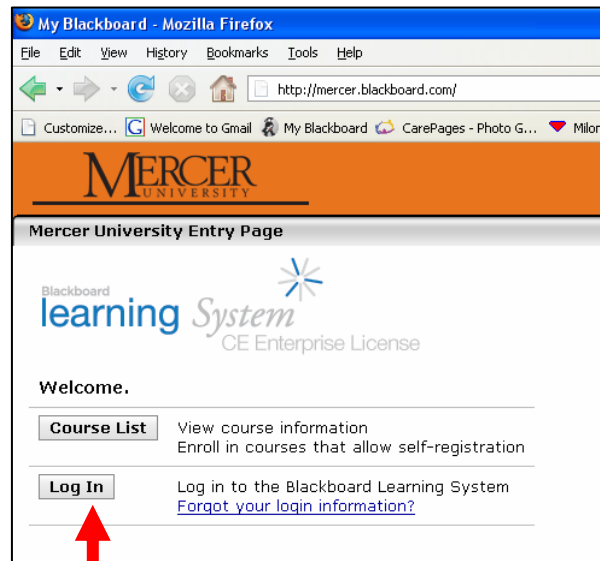 My Blackboard - Mozilla Firefox
File Edit View History Bookmarks Tools Help
http://mercer.blackboard.com/
Customize... G Welcome to Gmail My Blackboard CarePages - Photo G... Milor
MERCER
UNIVERSITY
Mercer University Entry Page
Blackboard
learning System
CE Enterprise License
Welcome.
Course List View course information
Enroll in courses that allow self-registration
Log In Log in to the Blackboard Learning System
Forgot your login information?